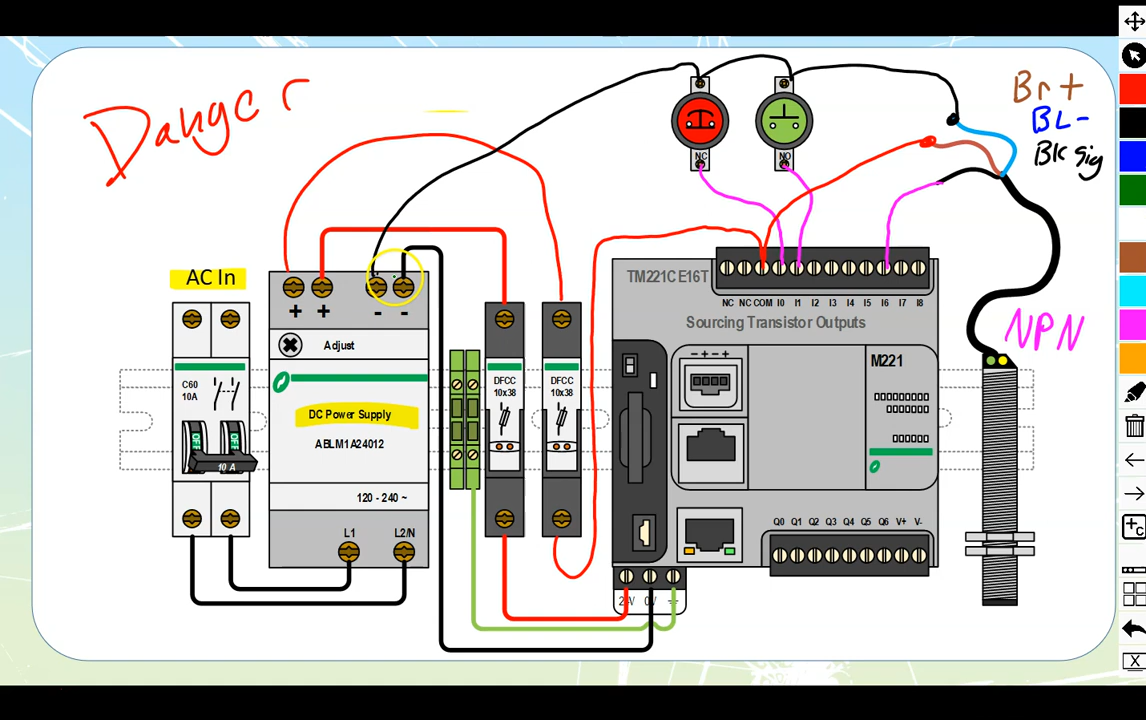 Danger
Br +
BL -
BK sig
NC
NO
AC In
TM221CE16T
NC NC COM I0 I1 I2 I3 I4 I5 I6 I7 I8
+ + - -
Sourcing Transistor Outputs
NPN
Adjust
- + - +
M221
C60
10A
DFCC
10x38
DFCC
10x38
DC Power Supply
OFF OFF
ABLM1A24012
10 A
120 - 240 ~
Q0 Q1 Q2 Q3 Q4 Q5 Q6 V+ V-
L1 L2/N
24V 0V
+C
X